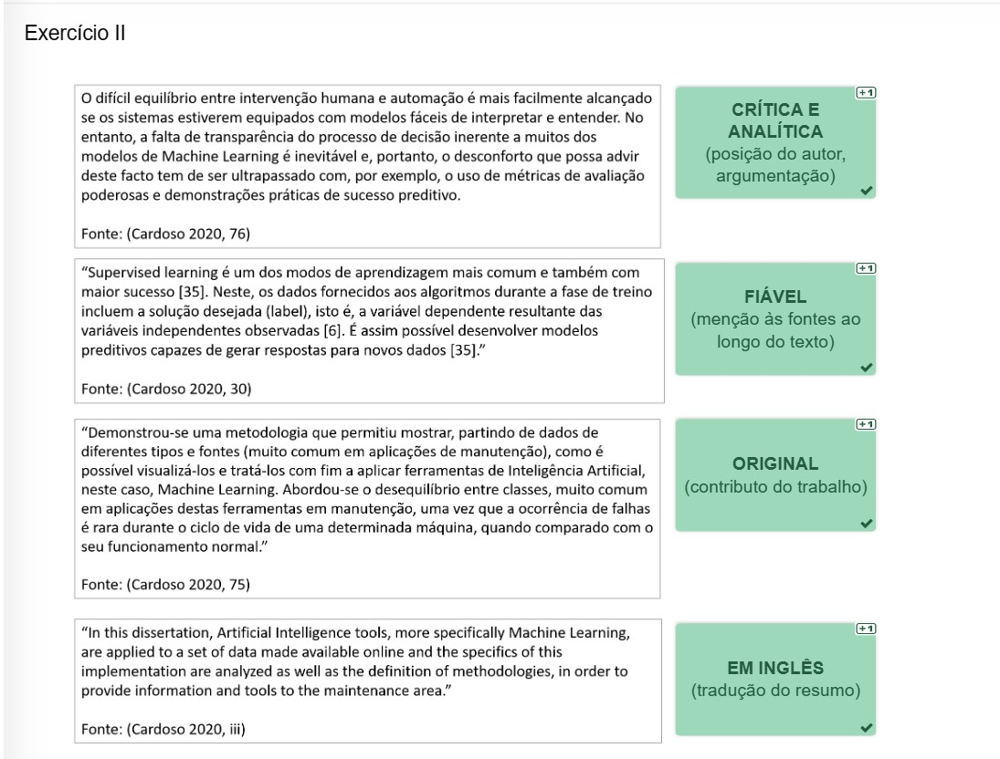 Exercício II
O difícil equilíbrio entre intervenção humana e automação é mais facilmente alcançado
se os sistemas estiverem equipados com modelos fáceis de interpretar e entender. No
entanto, a falta de transparência do processo de decisão inerente a muitos dos
modelos de Machine Learning é inevitável e, portanto, o desconforto que possa advir
deste facto tem de ser ultrapassado com, por exemplo, o uso de métricas de avaliação
poderosas e demonstrações práticas de sucesso preditivo.
Fonte: (Cardoso 2020, 76)
+1
CRÍTICA E
ANALÍTICA
(posição do autor,
argumentação)
“Supervised learning é um dos modos de aprendizagem mais comum e também com
maior sucesso [35]. Neste, os dados fornecidos aos algoritmos durante a fase de treino
incluem a solução desejada (label), isto é, a variável dependente resultante das
variáveis independentes observadas [6]. É assim possível desenvolver modelos
preditivos capazes de gerar respostas para novos dados [35].”
Fonte: (Cardoso 2020, 30)
+1
FIÁVEL
(menção às fontes ao
longo do texto)
“Demonstrou-se uma metodologia que permitiu mostrar, partindo de dados de
diferentes tipos e fontes (muito comum em aplicações de manutenção), como é
possível visualizá-los e tratá-los com fim a aplicar ferramentas de Inteligência Artificial,
neste caso, Machine Learning. Abordou-se o desequilíbrio entre classes, muito comum
em aplicações destas ferramentas em manutenção, uma vez que a ocorrência de falhas
é rara durante o ciclo de vida de uma determinada máquina, quando comparado com o
seu funcionamento normal.”
Fonte: (Cardoso 2020, 75)
+1
ORIGINAL
(contributo do trabalho)
“In this dissertation, Artificial Intelligence tools, more specifically Machine Learning,
are applied to a set of data made available online and the specifics of this
implementation are analyzed as well as the definition of methodologies, in order to
provide information and tools to the maintenance area.”
Fonte: (Cardoso 2020, iii)
+1
EM INGLÊS
(tradução do resumo)